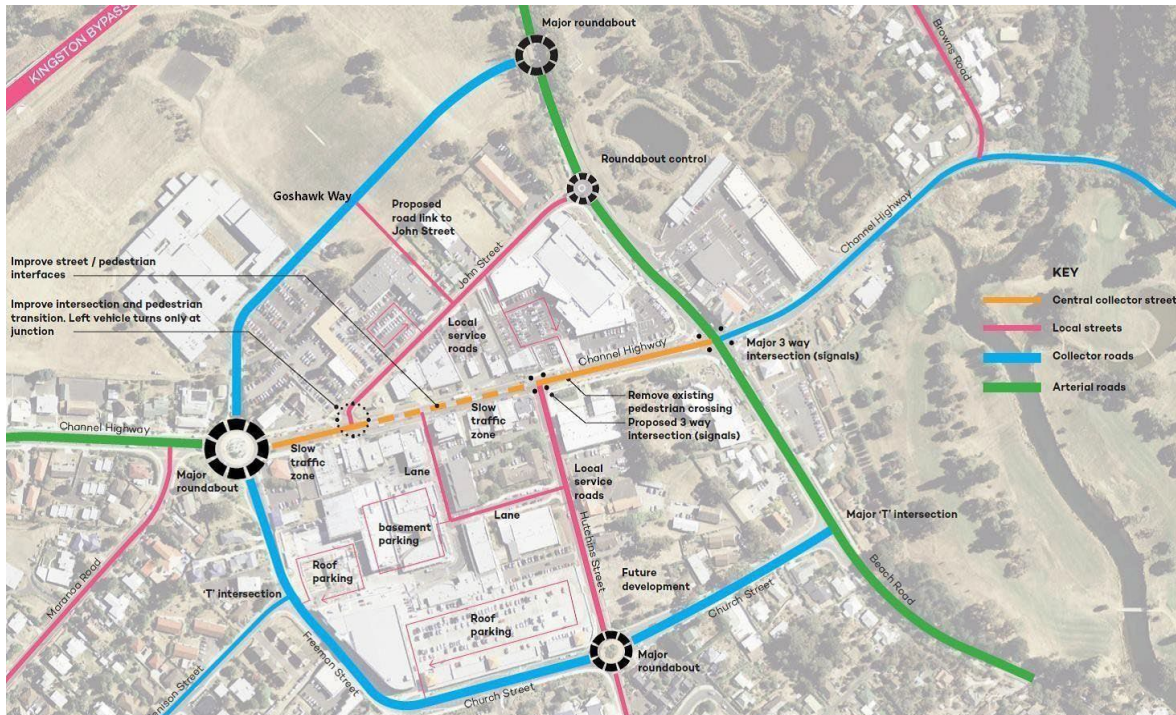 KINGSTON BYPASS
Major roundabout
Browns Road
Roundabout control
Goshawk Way
Proposed
road link to
John Street
Channel Highway
Improve street / pedestrian
interfaces
John Street
KEY
Central collector street
Improve intersection and pedestrian
transition. Left vehicle turns only at
junction
Local
service
roads
Local streets
Channel Highway
Major 3 way
intersection (signals)
Collector roads
Arterial roads
Remove existing
pedestrian crossing
Proposed 3 way
intersection (signals)
Slow
traffic
zone
Channel Highway
Slow
traffic
zone
Major
roundabout
Lane
Local
service
roads
Lane
basement
parking
Hutchins Street
Major 'T' intersection
Maranoa Road
Roof
parking
Beach Road
Future
development
'T' intersection
Church Street
Roof
parking
Freeman Street
Major
roundabout
Church Street